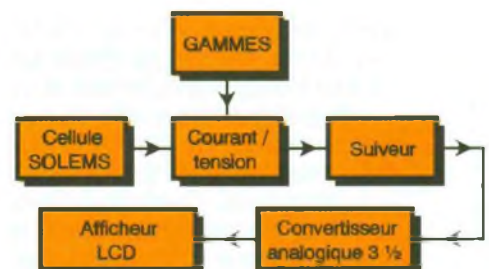 GAMMES
Cellule
SOLEMS
Courant /
tension
Suiveur
Convertisseur
analogique 3 ½
Afficheur
LCD